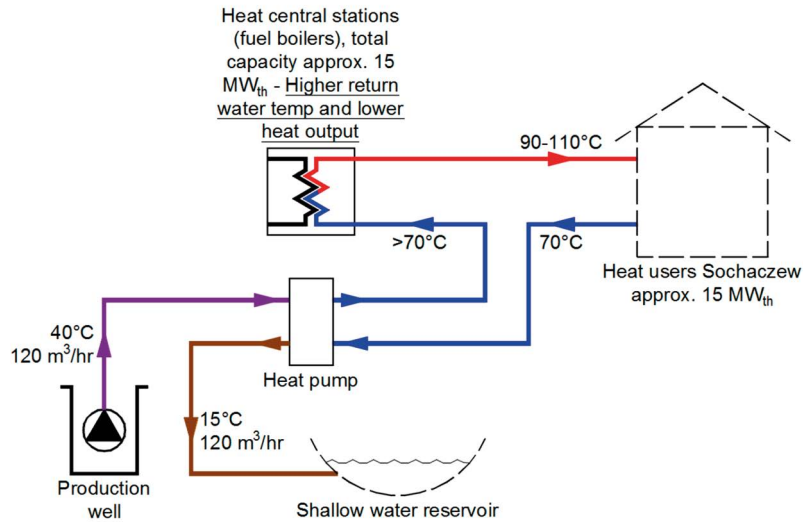 Heat central stations
(fuel boilers), total
capacity approx. 15
MWth - Higher return
water temp and lower
heat output
90-110°C
>70°C
70°C
Heat users Sochaczew
approx. 15 MWth
40°C
120 m³/hr
Heat pump
15°C
120 m³/hr
Production
well
Shallow water reservoir